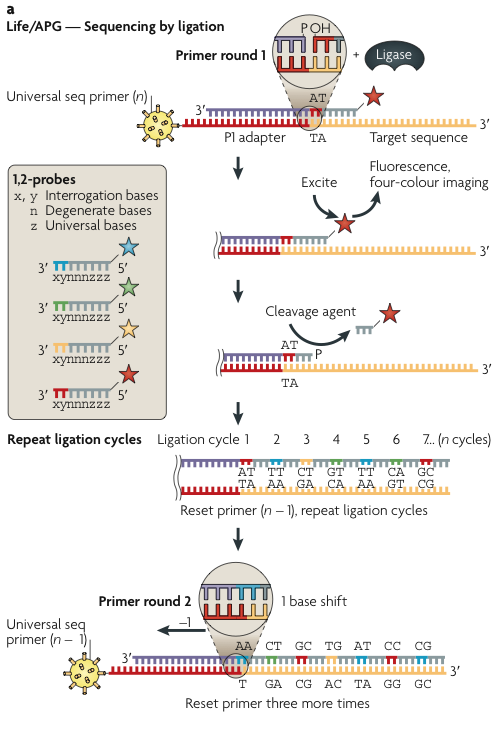 a
Life/APG — Sequencing by ligation
P OH
Primer round 1
+
Ligase
Universal seq primer (n)
3′
AT
3′
P1 adapter
TA
Target sequence
1,2-probes
x, y Interrogation bases
n Degenerate bases
z Universal bases
3′
5′
xynnnzzz
3′
5′
xynnnzzz
3′
5′
xynnnzzz
3′
5′
xynnnzzz
Excite
Fluorescence,
four-colour imaging
3′
Cleavage agent
AT
P
3′
TA
Repeat ligation cycles
Ligation cycle 1 2 3 4 5 6 7.. (n cycles)
AT TT CT GT TT CA GC
TA AA GA CA AA GT CG
Reset primer (n – 1), repeat ligation cycles
Primer round 2
1 base shift
Universal seq
primer (n – 1)
–1
AA CT GC TG AT CC CG
3′
3′
T GA CG AC TA GG GC
Reset primer three more times